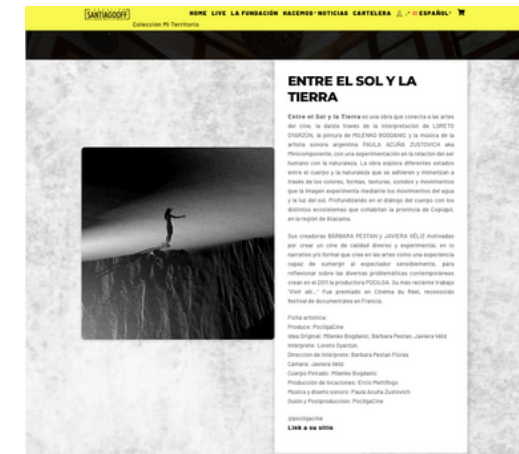 SANTIAGOOFF
HOME LIVE LA FUNDACIÓN HACEMOS NOTICIAS CARTELERA ESPAÑOL
Colección Mi Territorio
ENTRE EL SOL Y LA
TIERRA
Entre el Sol y la Tierra es una obra que conecta a las artes
del cine, la danza través de la interpretación de LORETO
OYARZÚN, la pintura de MILENKO BOGDANIC y la música de la
artista sonora argentina PAULA ACUÑA ZUSTOVICH aka
Minicomponente, con una experimentación en la relación del ser
humano con la naturaleza. La obra explora diferentes estados
entre el cuerpo y la naturaleza que se adhieren y mimetizan a
través de los colores, formas, texturas, sonidos y movimientos
que la imagen experimenta mediante los movimientos del agua
y la luz del sol. Profundizando en el diálogo del cuerpo con los
distintos ecosistemas que cohabitan la provincia de Copiapó,
en la región de Atacama.
Sus creadoras BÁRBARA PESTAN y JAVIERA VÉLIZ motivadas
por crear un cine de calidad diverso y experimental, en lo
narrativo y/o formal que cree en las artes como una experiencia
capaz de sumergir al espectador sensiblemente, para
reflexionar sobre las diversas problemáticas contemporáneas
crean en el 2011 la productora Su más reciente trabajo
"Vivir allí..." Fue premiado en Cinema du Réel, reconocido
festival de documentales en Francia.
Ficha artística:
Produce: PocilgaCine
Idea Original: Milenko Bogdanic, Bárbara Pestan, Javiera Véliz
Intérprete: Loreto Oyarzún.
Dirección de intérprete: Bárbara Pestan Florás
Cámara: Javiera Véliz
Cuerpo Pintado: Milenko Bogdanic
Producción de locaciones: Ercio Mettifogo
Música y diseño sonoro: Paula Acuña Zustovich
Guion y Postproducción: PocilgaCine
@pocilgacine
Link a su sitio